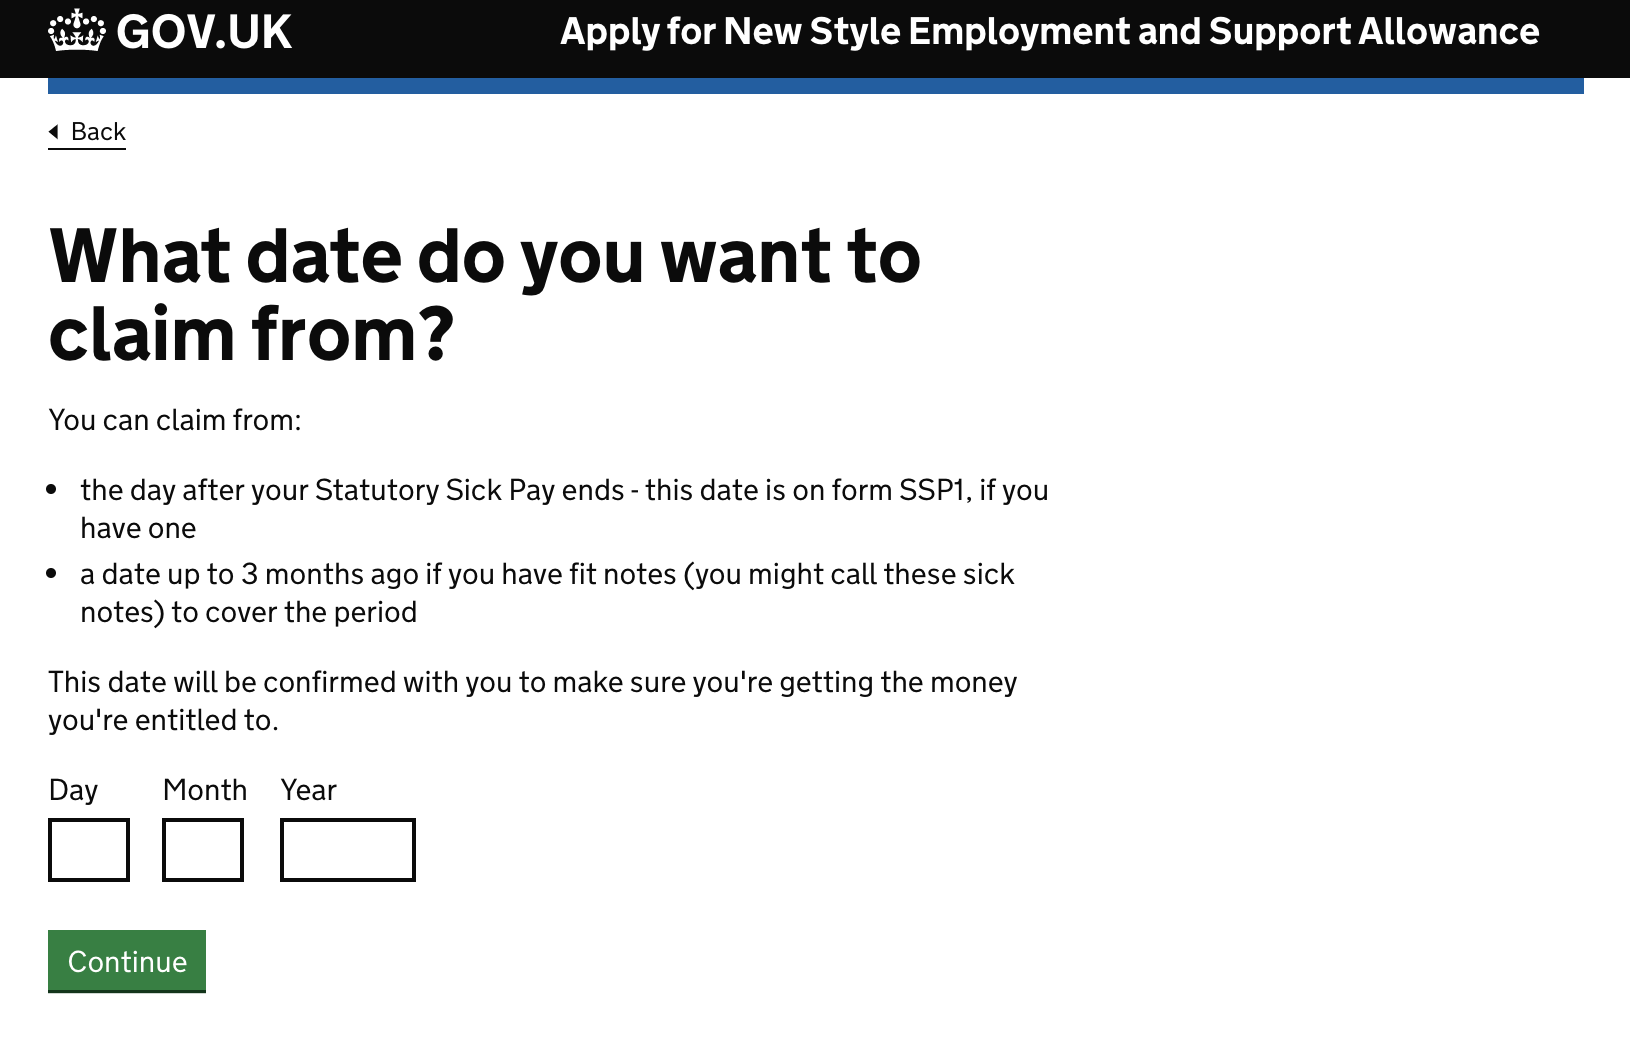 GOV.UK
Apply for New Style Employment and Support Allowance
Back
What date do you want to
claim from?
You can claim from:
the day after your Statutory Sick Pay ends - this date is on form SSP1, if you
have one
a date up to 3 months ago if you have fit notes (you might call these sick
notes) to cover the period
This date will be confirmed with you to make sure you're getting the money
you're entitled to.
Day Month Year
Continue